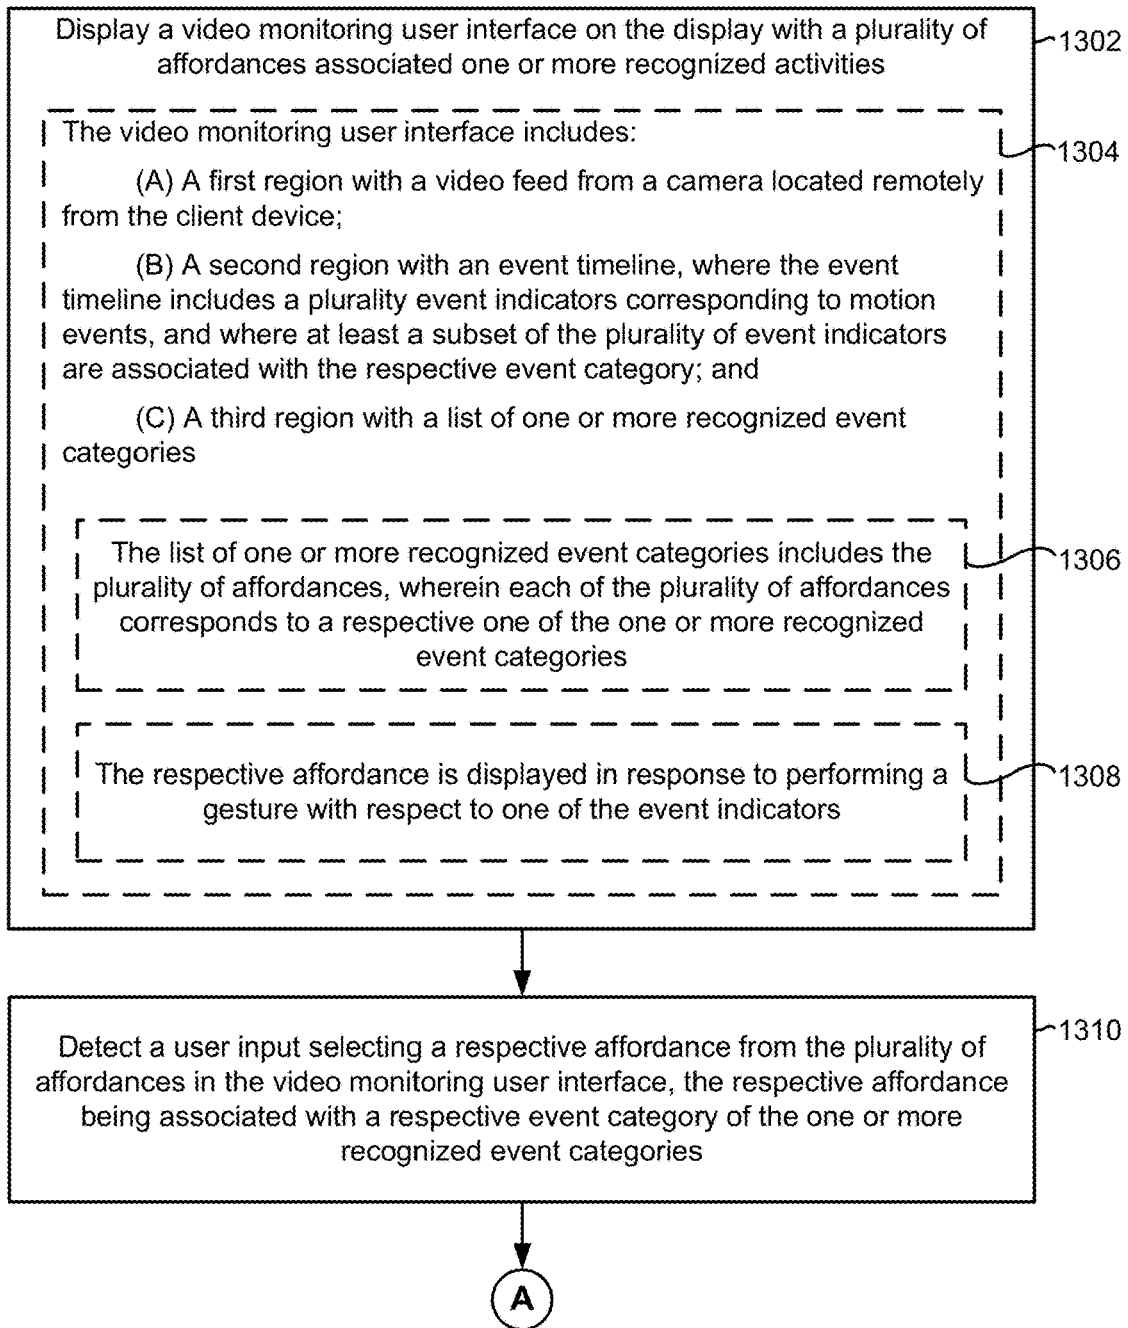 Display a video monitoring user interface on the display with a plurality of
affordances associated one or more recognized activities
1302
The video monitoring user interface includes:
1304
(A) A first region with a video feed from a camera located remotely
from the client device;
(B) A second region with an event timeline, where the event
timeline includes a plurality event indicators corresponding to motion
events, and where at least a subset of the plurality of event indicators
are associated with the respective event category; and
(C) A third region with a list of one or more recognized event
categories
The list of one or more recognized event categories includes the
plurality of affordances, wherein each of the plurality of affordances
corresponds to a respective one of the one or more recognized
event categories
1306
The respective affordance is displayed in response to performing a
gesture with respect to one of the event indicators
1308
Detect a user input selecting a respective affordance from the plurality of
affordances in the video monitoring user interface, the respective affordance
being associated with a respective event category of the one or more
recognized event categories
1310
A